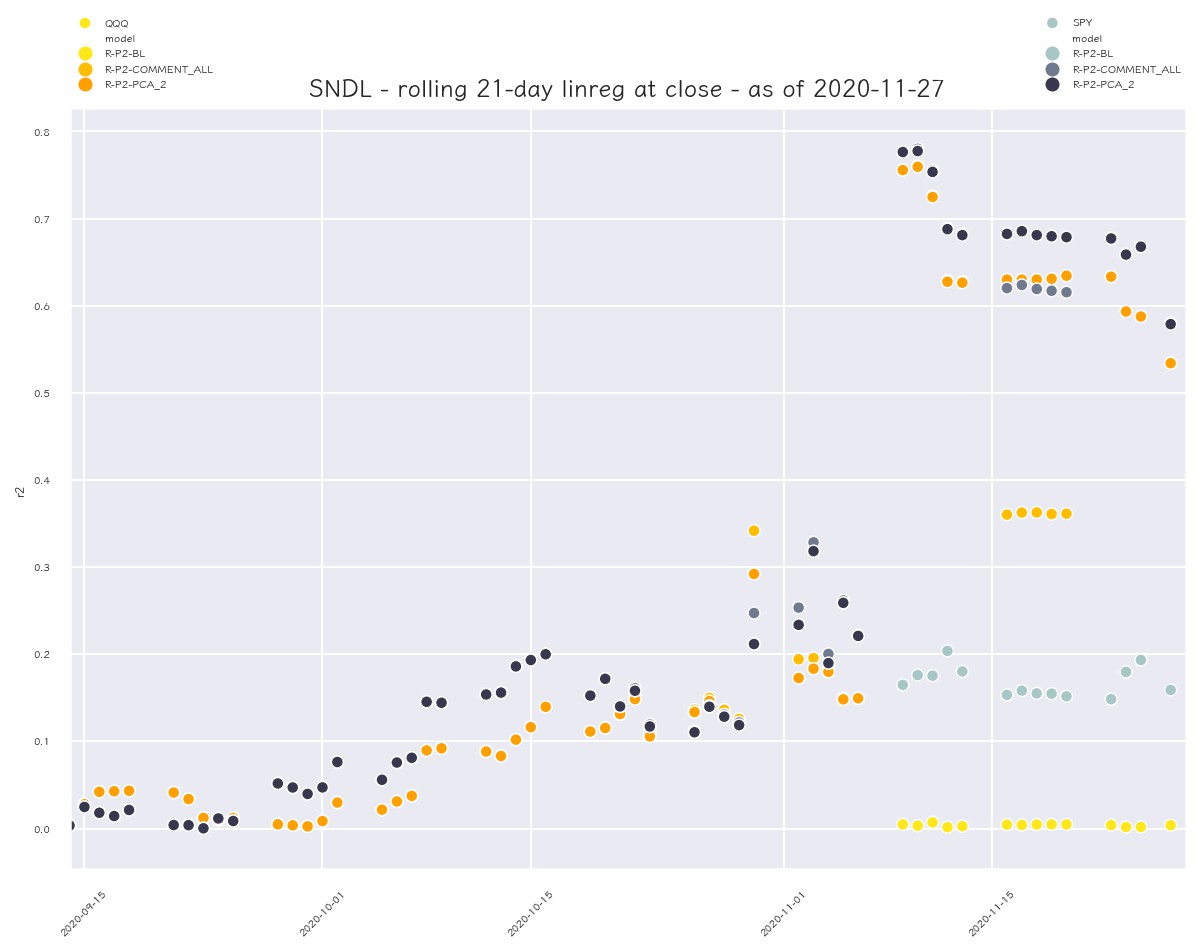 QQQ
model
R-P2-BL
R-P2-COMMENT_ALL
R-P2-PCA_2
SPY
model
R-P2-BL
R-P2-COMMENT_ALL
R-P2-PCA_2
SNDL - rolling 21-day linreg at close - as of 2020-11-27
0.8
0.7
0.6
0.5
0.4
0.3
0.2
0.1
0.0
r2
2020-09-15
2020-10-01
2020-10-15
2020-11-01
2020-11-15